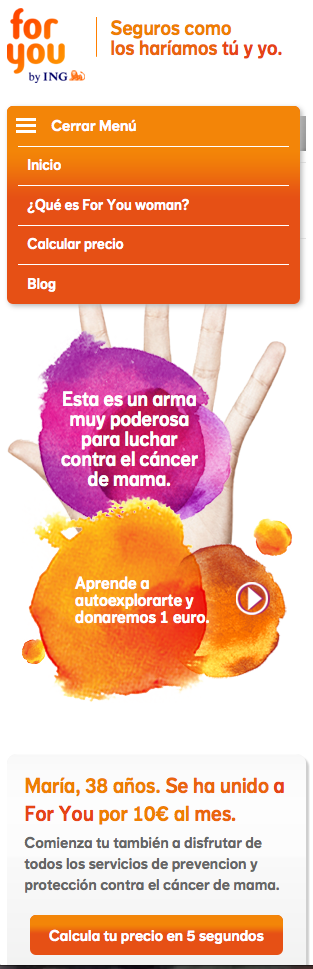 for
you
by ING
Seguros como
los haríamos tú y yo.
Cerrar Menú
Inicio
¿Qué es For You woman?
Calcular precio
Blog
Esta es un arma
muy poderosa
para luchar
contra el cáncer
de mama.
Aprende a
autoexplorarte y
donaremos 1 euro.
María, 38 años. Se ha unido a
For You por 10€ al mes.
Comienza tu también a disfrutar de
todos los servicios de prevencion y
protección contra el cáncer de mama.
Calcula tu precio en 5 segundos